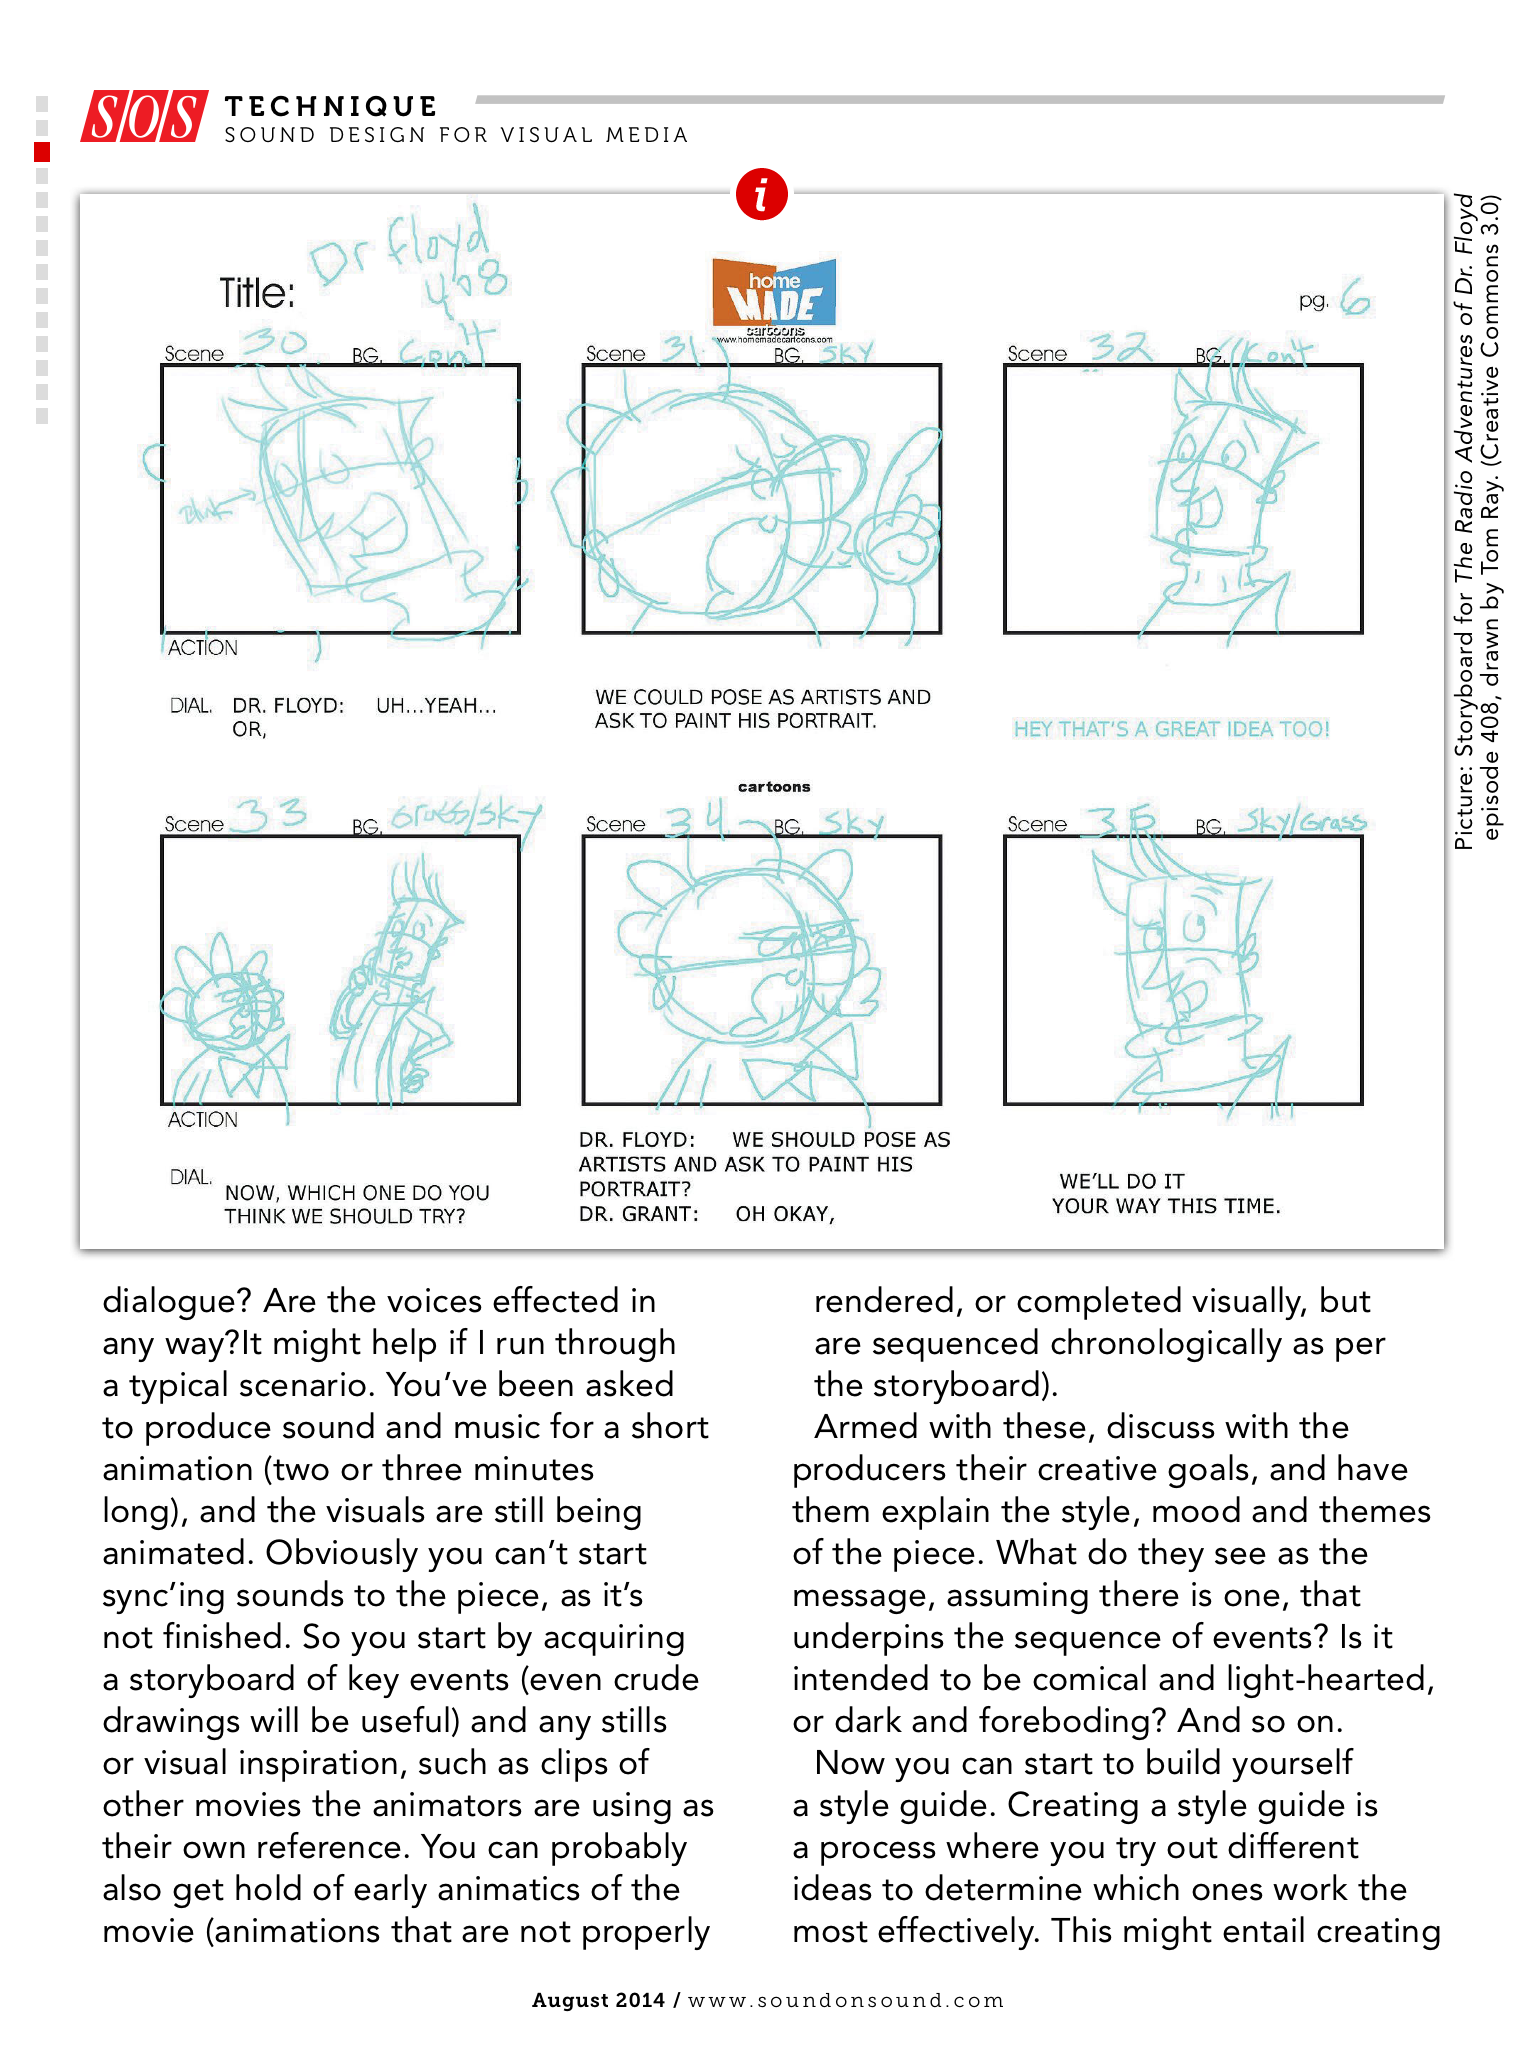 SOS TECHNIQUE
SOUND DESIGN FOR VISUAL MEDIA
i
Title: Dr Floyd
408
home
MADE
cartoons
www.homemadecartoons.com
pg. 6
Scene 30 BG. Cont
Scene 31. BG. SKY
Scene 32 BG. Cont
Blink
ACTION
DIAL. DR. FLOYD: UH...YEAH...
OR,
WE COULD POSE AS ARTISTS AND
ASK TO PAINT HIS PORTRAIT.
HEY THAT'S A GREAT IDEA TOO!
cartoons
Scene 33 BG. Grass/Sky
Scene 34 BG. Sky
Scene 35 BG. Sky/Grass
ACTION
DIAL. NOW, WHICH ONE DO YOU
THINK WE SHOULD TRY?
DR. FLOYD: WE SHOULD POSE AS
ARTISTS AND ASK TO PAINT HIS
PORTRAIT?
DR. GRANT: OH OKAY,
WE'LL DO IT
YOUR WAY THIS TIME.
Picture: Storyboard for The Radio Adventures of Dr. Floyd
episode 408, drawn by Tom Ray. (Creative Commons 3.0)
dialogue? Are the voices effected in
any way?It might help if I run through
a typical scenario. You've been asked
to produce sound and music for a short
animation (two or three minutes
long), and the visuals are still being
animated. Obviously you can't start
sync'ing sounds to the piece, as it's
not finished. So you start by acquiring
a storyboard of key events (even crude
drawings will be useful) and any stills
or visual inspiration, such as clips of
other movies the animators are using as
their own reference. You can probably
also get hold of early animatics of the
movie (animations that are not properly
rendered, or completed visually, but
are sequenced chronologically as per
the storyboard).
Armed with these, discuss with the
producers their creative goals, and have
them explain the style, mood and themes
of the piece. What do they see as the
message, assuming there is one, that
underpins the sequence of events? Is it
intended to be comical and light-hearted,
or dark and foreboding? And so on.
Now you can start to build yourself
a style guide. Creating a style guide is
a process where you try out different
ideas to determine which ones work the
most effectively. This might entail creating
August 2014 / www.soundonsound.com